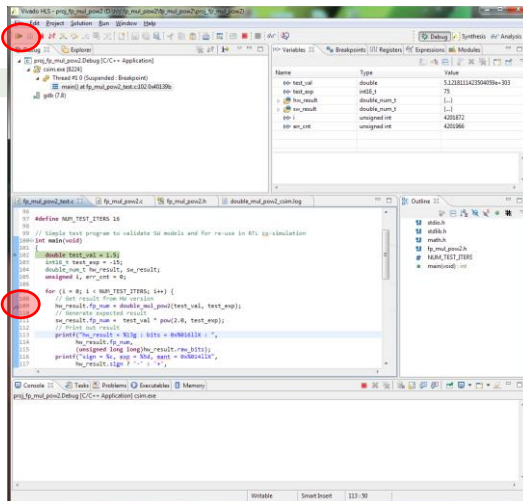 Vivado HLS - proj_fp_mul_pow2
File Edit Project Solution Run Window Help
Debug Synthesis Analysis
Debug Explorer
proj_fp_mul_pow2.Debug [C/C++ Application]
csim.exe [8224]
Thread #1 0 (Suspended : Breakpoint)
main() at fp_mul_pow2_test.c:102 0x40139b
gdb (7.8)
Variables Breakpoints Registers Expressions Modules
Name Type Value
test_val double 5.1218111423504059e+303
test_exp int16_t 75
hw_result double_num_t {...}
sw_result double_num_t {...}
i unsigned int 4201872
err_cnt unsigned int 4201966
fp_mul_pow2_test.c fp_mul_pow2.c fp_mul_pow2.h double_mul_pow2_csim.log
#define NUM_TEST_ITERS 16
// Simple test program to validate SW models and for re-use in RTL co-simulation
int main(void)
{
double test_val = 1.5;
int16_t test_exp = -15;
double_num_t hw_result, sw_result;
unsigned i, err_cnt = 0;
for (i = 0; i < NUM_TEST_ITERS; i++) {
// Get result from HW version
hw_result.fp_num = double_mul_pow2(test_val, test_exp);
// Generate expected result
sw_result.fp_num = test_val * pow(2.0, test_exp);
// Print out result
printf("hw_result = %13g : bits = 0x%016llX : ",
hw_result.fp_num,
(unsigned long long)hw_result.raw_bits);
printf("sign = %c, exp = %5d, mant = 0x%014llX",
hw_result.sign ? '-' : '+',
Outline
stdio.h
stdlib.h
math.h
fp_mul_pow2.h
NUM_TEST_ITERS
main(void) : int
Console Tasks Problems Executables Memory
proj_fp_mul_pow2.Debug [C/C++ Application] csim.exe
Writable Smart Insert 113 : 50